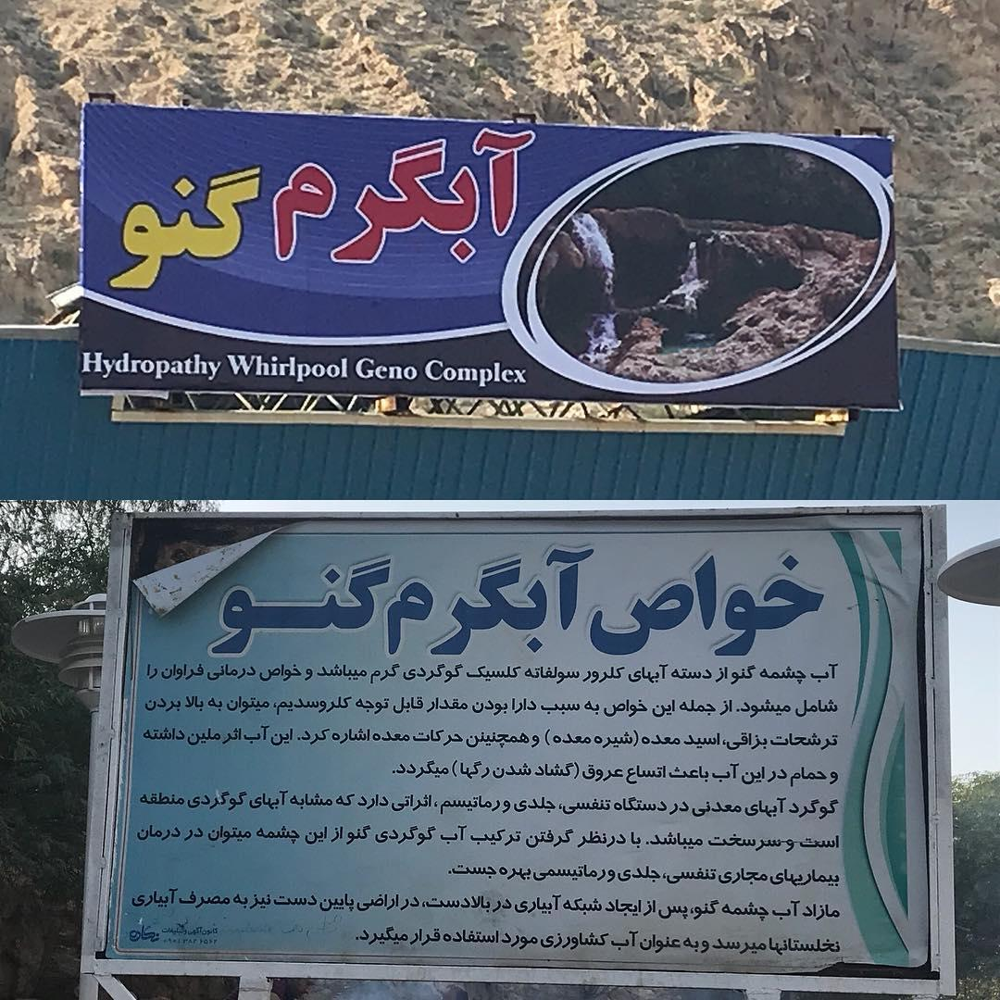 آبگرم گنو
Hydropathy Whirlpool Geno Complex
خواص آبگرم گنو
آب چشمه گنو از دسته آبهای کلرور سولفاته کلسیک گوگردی گرم میباشد و خواص درمانی فراوان را
شامل میشود. از جمله این خواص به سبب دارا بودن مقدار قابل توجه کلروسدیم، میتوان به بالا بردن
ترشحات بزاقی، اسید معده (شیره معده) و همچنینن حرکات معده اشاره کرد. این آب اثر ملین داشته
و حمام در این آب باعث اتساع عروق (گشاد شدن رگها) میگردد.
گوگرد آبهای معدنی در دستگاه تنفسی، جلدی و رماتیسم، اثراتی دارد که مشابه آبهای گوگردی منطقه
است و سرسخت میباشد. با درنظر گرفتن ترکیب آب گوگردی گنو از این چشمه میتوان در درمان
بیماریهای مجاری تنفسی، جلدی و رماتیسمی بهره جست.
مازاد آب چشمه گنو، پس از ایجاد شبکه آبیاری در بالادست، در اراضی پایین دست نیز به مصرف آبیاری
نخلستانها میرسد و به عنوان آب کشاورزی مورد استفاده قرار میگیرد.
کانون آگهی و تبلیغات